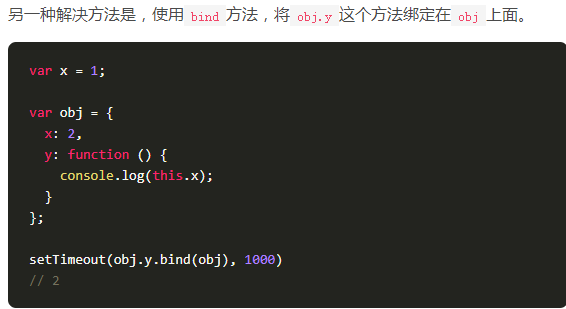 另一种解决方法是，使用 bind 方法，将 obj.y 这个方法绑定在 obj 上面。
var x = 1;
var obj = {
  x: 2,
  y: function () {
    console.log(this.x);
  }
};
setTimeout(obj.y.bind(obj), 1000)
// 2